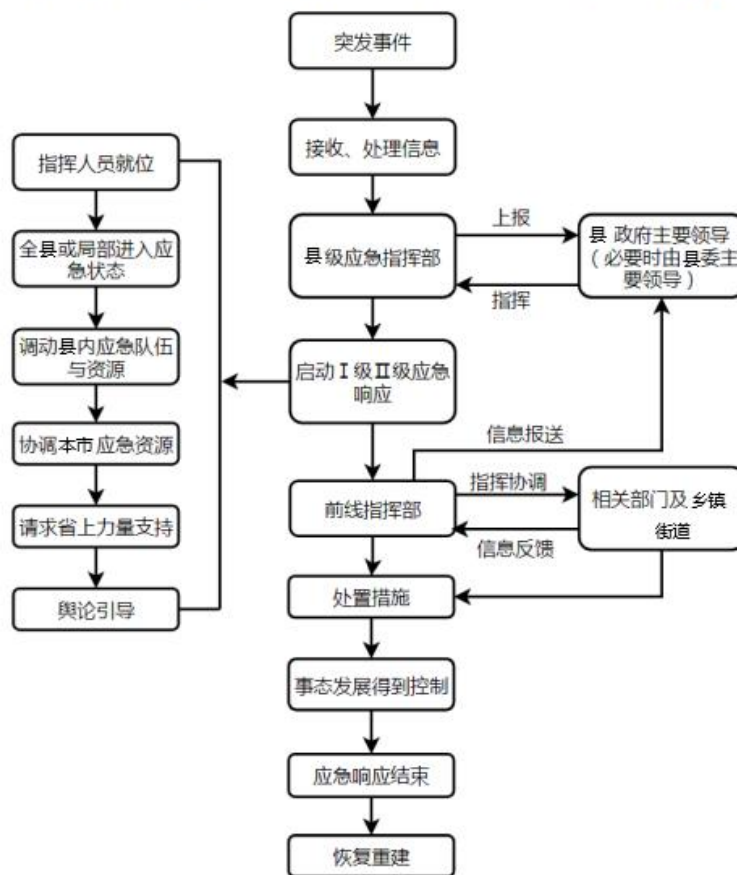 突发事件
接收、处理信息
指挥人员就位
全县或局部进入应
急状态
调动县内应急队伍
与资源
协调本市应急资源
请求省上力量支持
舆论引导
县级应急指挥部
上报
指挥
县 政府主要领导
（必要时由县委主
要领导）
启动Ⅰ级Ⅱ级应急
响应
信息报送
前线指挥部
指挥协调
信息反馈
相关部门及乡镇
街道
处置措施
事态发展得到控制
应急响应结束
恢复重建